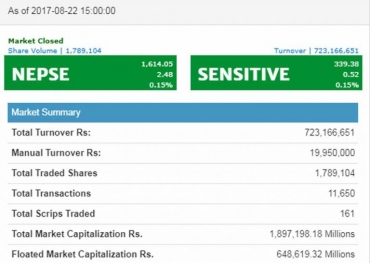 As of 2017-08-22 15:00:00
Market Closed
Share Volume | 1,789,104 Turnover | 723,166,651
NEPSE 1,614.05 2.48 0.15% SENSITIVE 339.38 0.52 0.15%
Market Summary
Total Turnover Rs: 723,166,651
Manual Turnover Rs: 19,950,000
Total Traded Shares 1,789,104
Total Transactions 11,650
Total Scrips Traded 161
Total Market Capitalization Rs. 1,897,198.18 Millions
Floated Market Capitalization Rs. 648,619.32 Millions